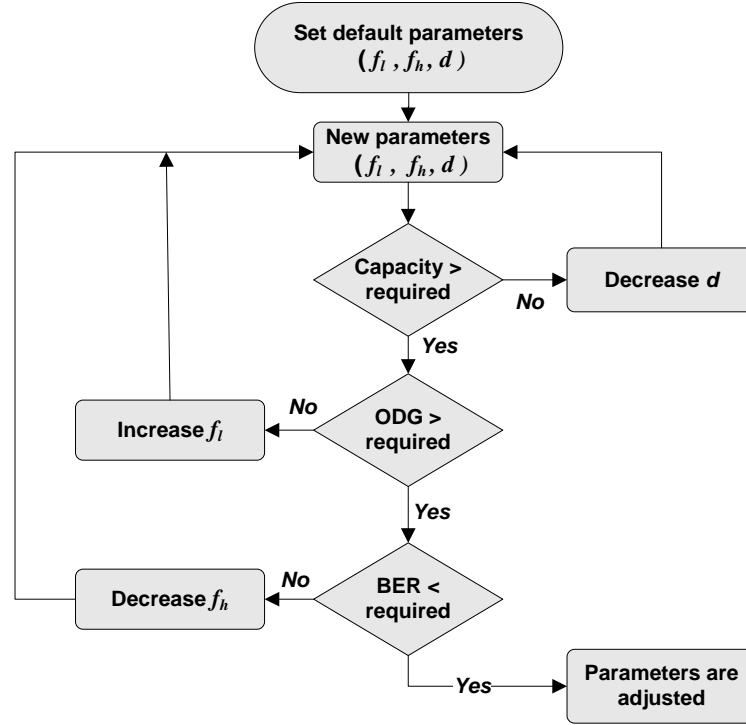 Set default parameters
(f_l , f_h, d )
New parameters
(f_l , f_h, d )
Capacity >
required
No
Decrease d
Yes
ODG >
required
No
Increase f_l
Yes
BER <
required
No
Decrease f_h
Yes
Parameters are
adjusted